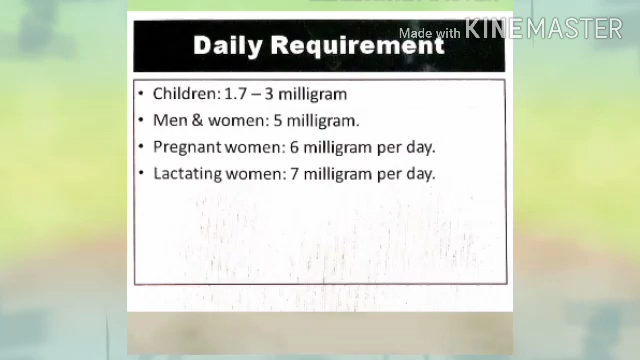 Made with KINEMASTER
Daily Requirement
• Children: 1.7 – 3 milligram
• Men & women: 5 milligram.
• Pregnant women: 6 milligram per day.
• Lactating women: 7 milligram per day.